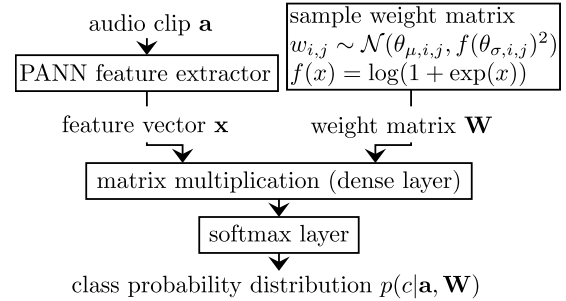 audio clip a
PANN feature extractor
sample weight matrix
w_{i,j} ∼ 𝒩(θ_{μ,i,j}, f(θ_{σ,i,j})²)
f(x) = log(1 + exp(x))
feature vector x
weight matrix W
matrix multiplication (dense layer)
softmax layer
class probability distribution p(c|a, W)